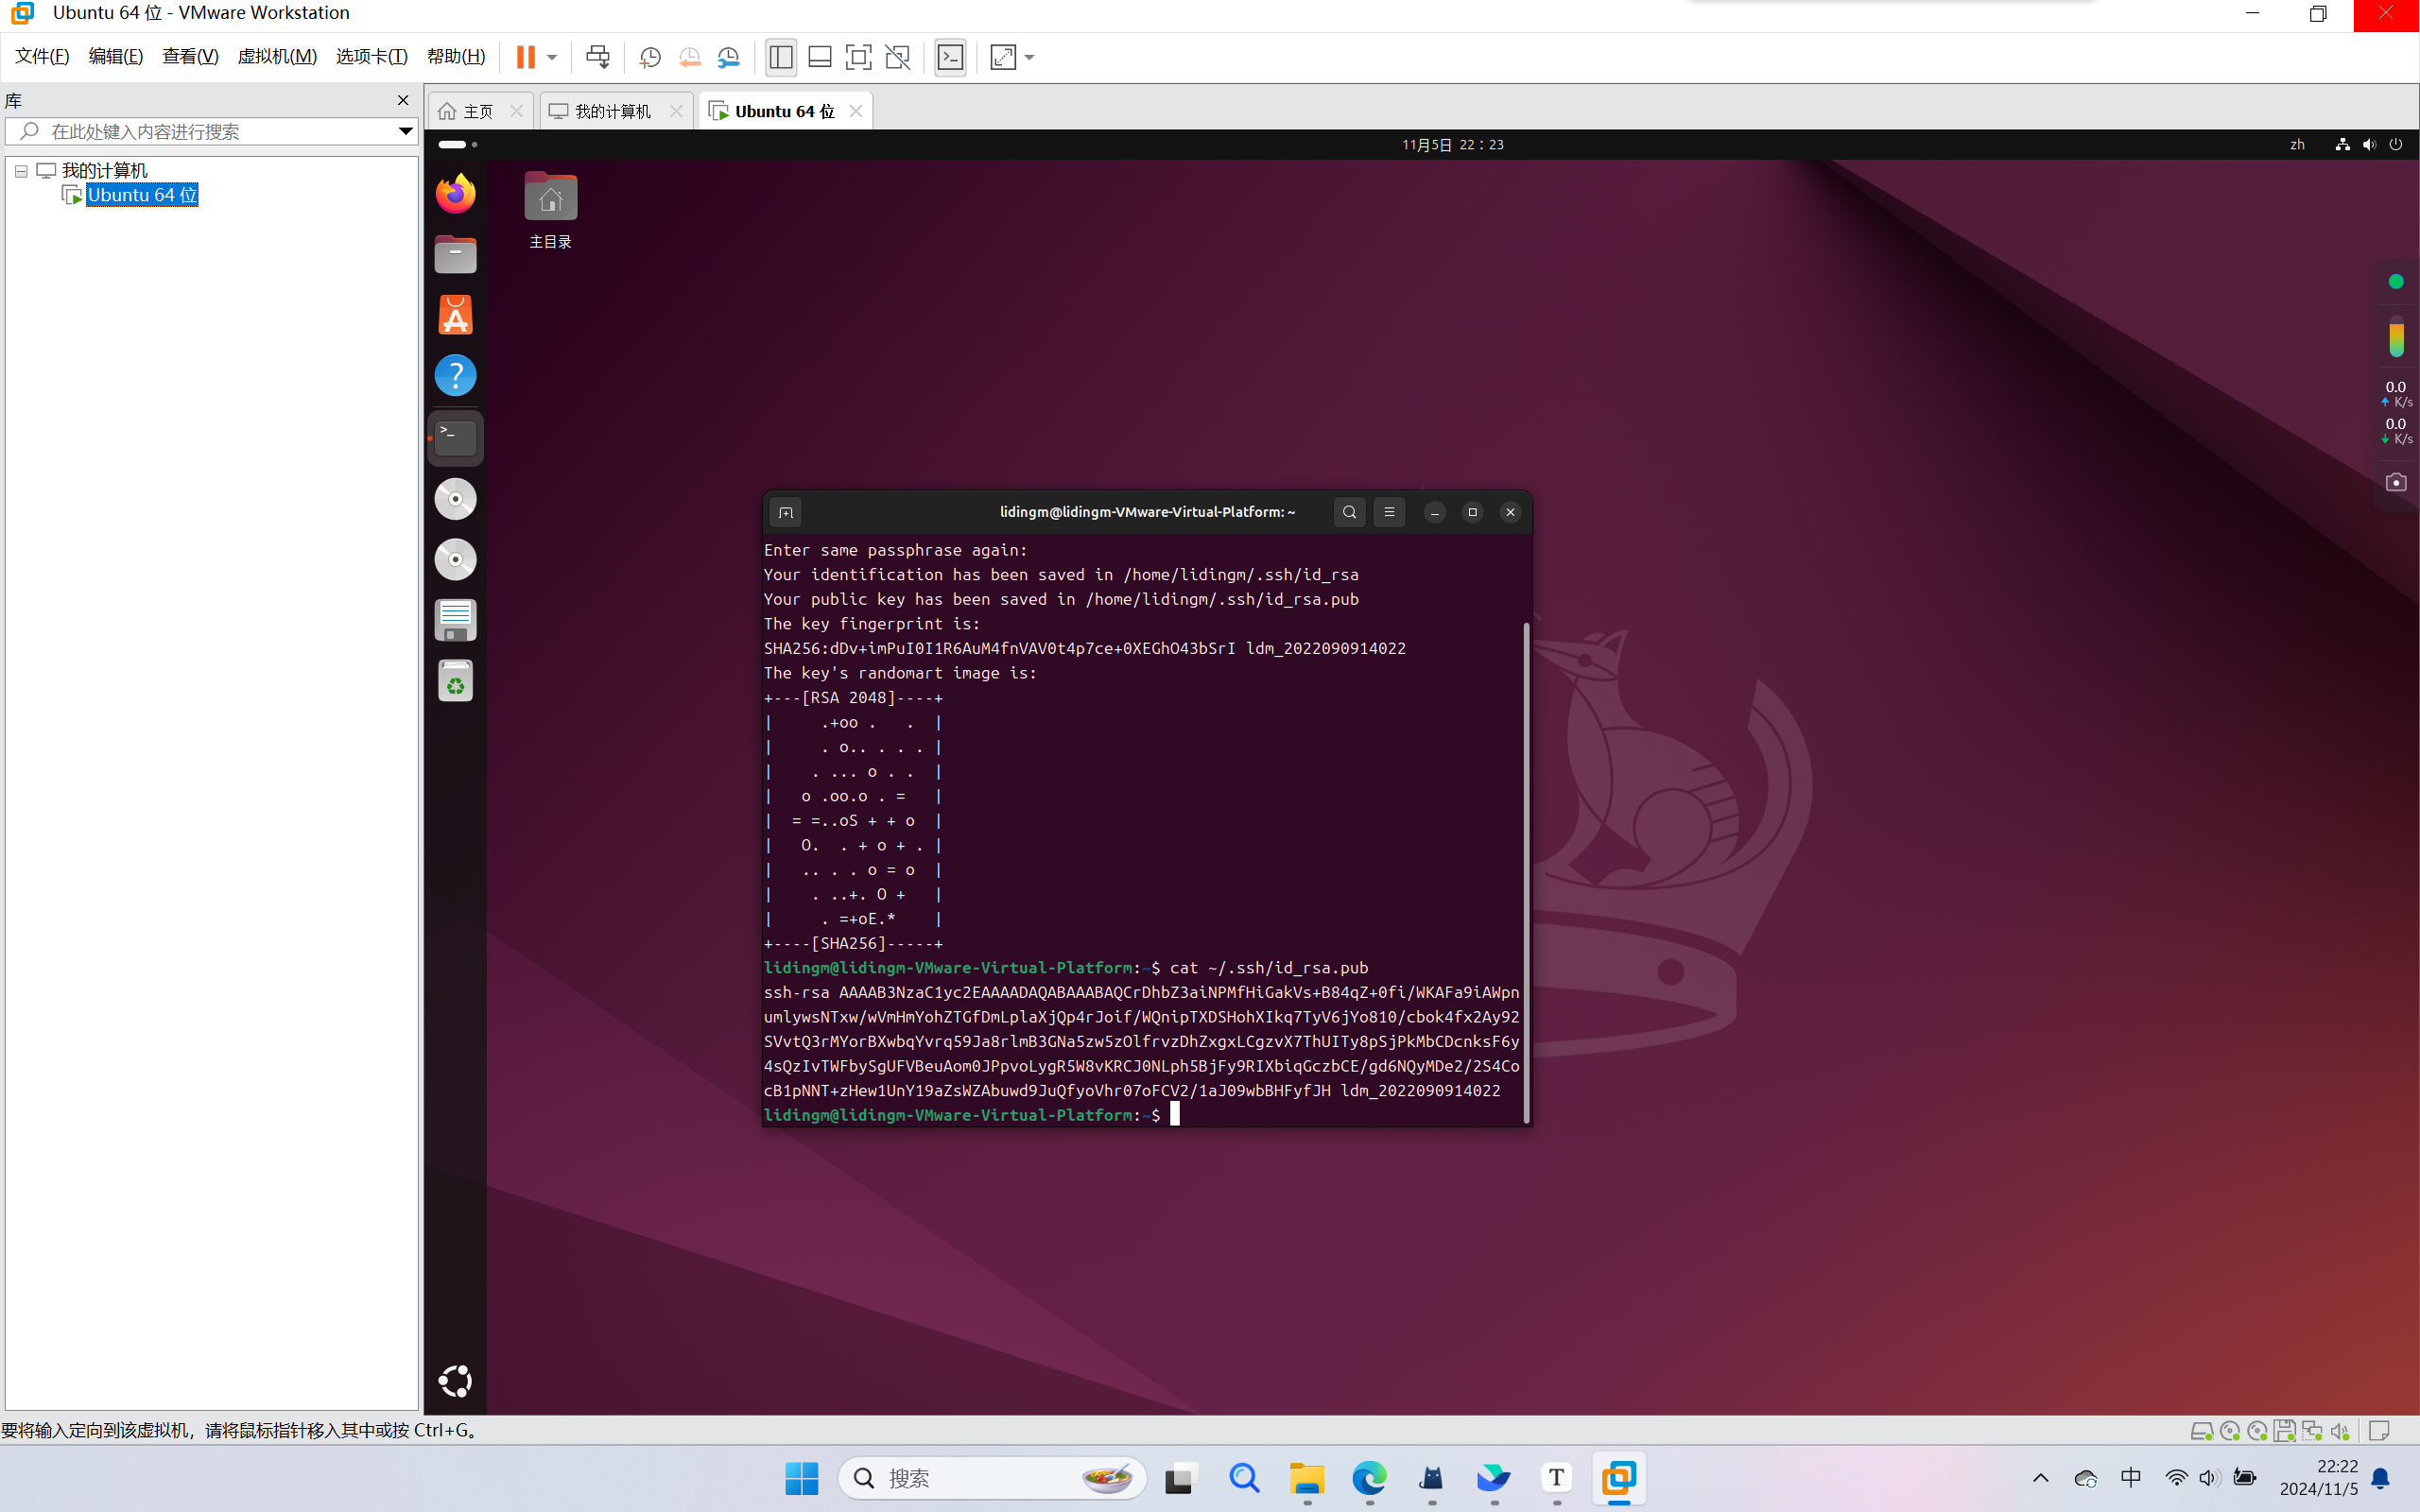 Ubuntu 64 位 - VMware Workstation
文件(F) 编辑(E) 查看(V) 虚拟机(M) 选项卡(T) 帮助(H)
库
在此处键入内容进行搜索
我的计算机
Ubuntu 64 位
主页 我的计算机 Ubuntu 64 位
11月5日 22：23
zh
主目录
0.0
K/s
0.0
K/s
lidingm@lidingm-VMware-Virtual-Platform: ~
Enter same passphrase again:
Your identification has been saved in /home/lidingm/.ssh/id_rsa
Your public key has been saved in /home/lidingm/.ssh/id_rsa.pub
The key fingerprint is:
SHA256:dDv+imPuI0I1R6AuM4fnVAV0t4p7ce+0XEGhO43bSrI ldm_2022090914022
The key's randomart image is:
+---[RSA 2048]----+
|     .+oo .   .  |
|     . o.. . . . |
|    . ... o . .  |
|   o .oo.o . =   |
|  = =..oS + + o  |
|   O.  . + o + . |
|   .. . . o = o  |
|    . ..+. O +   |
|     . =+oE.*    |
+----[SHA256]-----+
lidingm@lidingm-VMware-Virtual-Platform:~$ cat ~/.ssh/id_rsa.pub
ssh-rsa AAAAB3NzaC1yc2EAAAADAQABAAABAQCrDhbZ3aiNPMfHiGakVs+B84qZ+0fi/WKAFa9iAWpn
umlywsNTxw/wVmHmYohZTGfDmLplaXjQp4rJoif/WQnipTXDSHohXIkq7TyV6jYo810/cbok4fx2Ay92
SVvtQ3rMYorBXwbqYvrq59Ja8rlmB3GNa5zw5zOlfrvzDhZxgxLCgzvX7ThUITy8pSjPkMbCDcnksF6y
4sQzIvTWFbySgUFVBeuAom0JPpvoLygR5W8vKRCJ0NLph5BjFy9RIXbiqGczbCE/gd6NQyMDe2/2S4Co
cB1pNNT+zHew1UnY19aZsWZAbuwd9JuQfyoVhr07oFCV2/1aJ09wbBHFyfJH ldm_2022090914022
lidingm@lidingm-VMware-Virtual-Platform:~$
要将输入定向到该虚拟机，请将鼠标指针移入其中或按 Ctrl+G。
搜索
中
22:22
2024/11/5